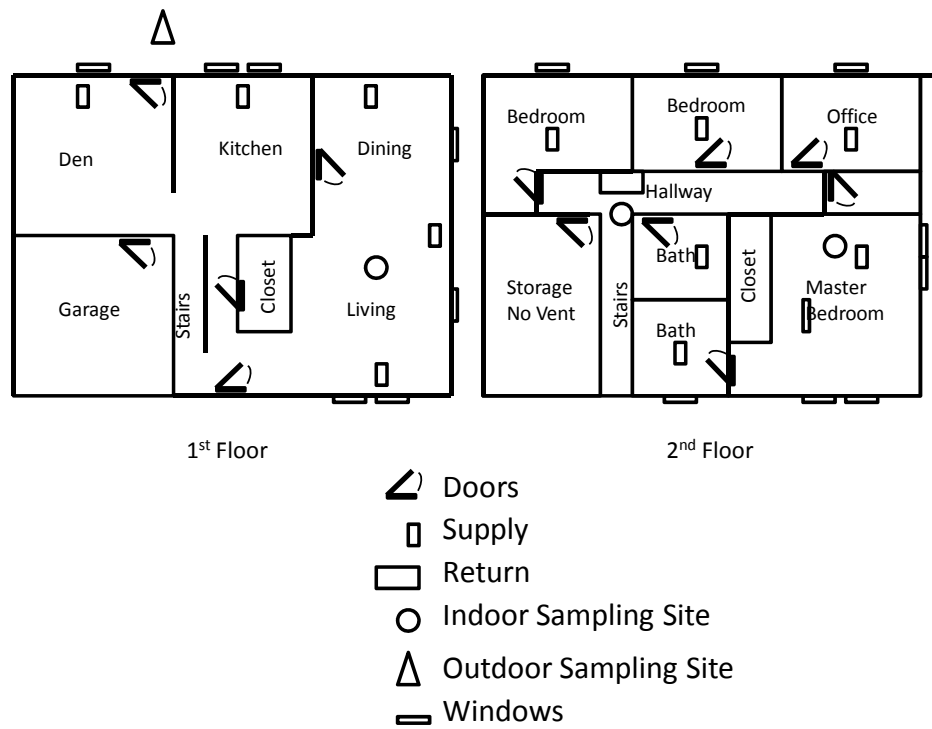 Den
Kitchen
Dining
Garage
Stairs
Closet
Living
1st Floor
Bedroom
Bedroom
Office
Hallway
Storage
No Vent
Stairs
Bath
Bath
Closet
Master
Bedroom
2nd Floor
Doors
Supply
Return
Indoor Sampling Site
Outdoor Sampling Site
Windows